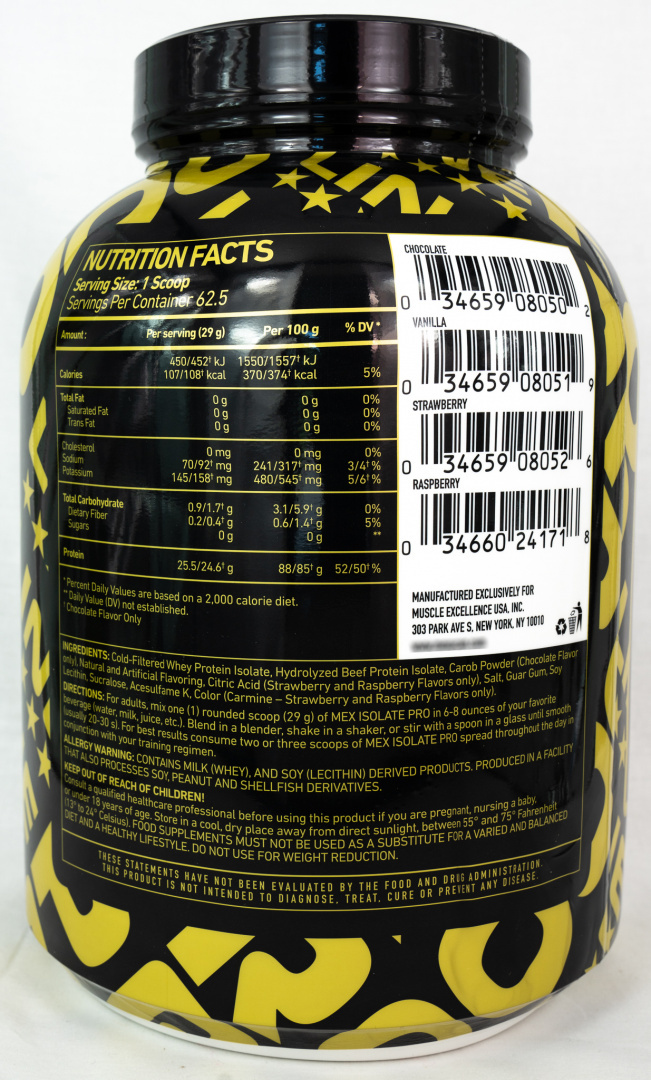 NUTRITION FACTS
Serving Size: 1 Scoop
Servings Per Container 62.5
Amount: Per serving (29 g) Per 100 g % DV*
450/452† kJ 1550/1557† kJ
Calories 107/108† kcal 370/374† kcal 5%
Total Fat 0 g 0 g 0%
Saturated Fat 0 g 0 g 0%
Trans Fat 0 g 0 g 0%
Cholesterol 0 mg 0 mg 0%
Sodium 70/92† mg 241/317† mg 3/4† %
Potassium 145/158† mg 480/545† mg 5/6† %
Total Carbohydrate 0.9/1.7† g 3.1/5.9† g 0%
Dietary Fiber 0.2/0.4† g 0.6/1.4† g 5%
Sugars 0 g 0 g **
Protein 25.5/24.6† g 88/85† g 52/50† %
* Percent Daily Values are based on a 2,000 calorie diet.
** Daily Value (DV) not established.
† Chocolate Flavor Only
CHOCOLATE
0 34659 08050 2
VANILLA
0 34659 08051 9
STRAWBERRY
0 34659 08052 6
RASPBERRY
0 34660 24171 8
MANUFACTURED EXCLUSIVELY FOR
MUSCLE EXCELLENCE USA, INC.
303 PARK AVE S, NEW YORK, NY 10010
INGREDIENTS: Cold-Filtered Whey Protein Isolate, Hydrolyzed Beef Protein Isolate, Carob Powder (Chocolate Flavor
only), Natural and Artificial Flavoring, Citric Acid (Strawberry and Raspberry Flavors only), Salt, Guar Gum, Soy
Lecithin, Sucralose, Acesulfame K, Color (Carmine – Strawberry and Raspberry Flavors only).
DIRECTIONS: For adults, mix one (1) rounded scoop (29 g) of MEX ISOLATE PRO in 6-8 ounces of your favorite
beverage (water, milk, juice, etc.). Blend in a blender, shake in a shaker, or stir with a spoon in a glass until smooth
(usually 20-30 s). For best results consume two or three scoops of MEX ISOLATE PRO spread throughout the day in
conjunction with your training regimen.
ALLERGY WARNING: CONTAINS MILK (WHEY), AND SOY (LECITHIN) DERIVED PRODUCTS. PRODUCED IN A FACILITY
THAT ALSO PROCESSES SOY, PEANUT AND SHELLFISH DERIVATIVES.
KEEP OUT OF REACH OF CHILDREN!
Consult a qualified healthcare professional before using this product if you are pregnant, nursing a baby,
or under 18 years of age. Store in a cool, dry place away from direct sunlight, between 55° and 75° Fahrenheit
(13° to 24° Celsius). FOOD SUPPLEMENTS MUST NOT BE USED AS A SUBSTITUTE FOR A VARIED AND BALANCED
DIET AND A HEALTHY LIFESTYLE. DO NOT USE FOR WEIGHT REDUCTION.
THESE STATEMENTS HAVE NOT BEEN EVALUATED BY THE FOOD AND DRUG ADMINISTRATION.
THIS PRODUCT IS NOT INTENDED TO DIAGNOSE, TREAT, CURE OR PREVENT ANY DISEASE.